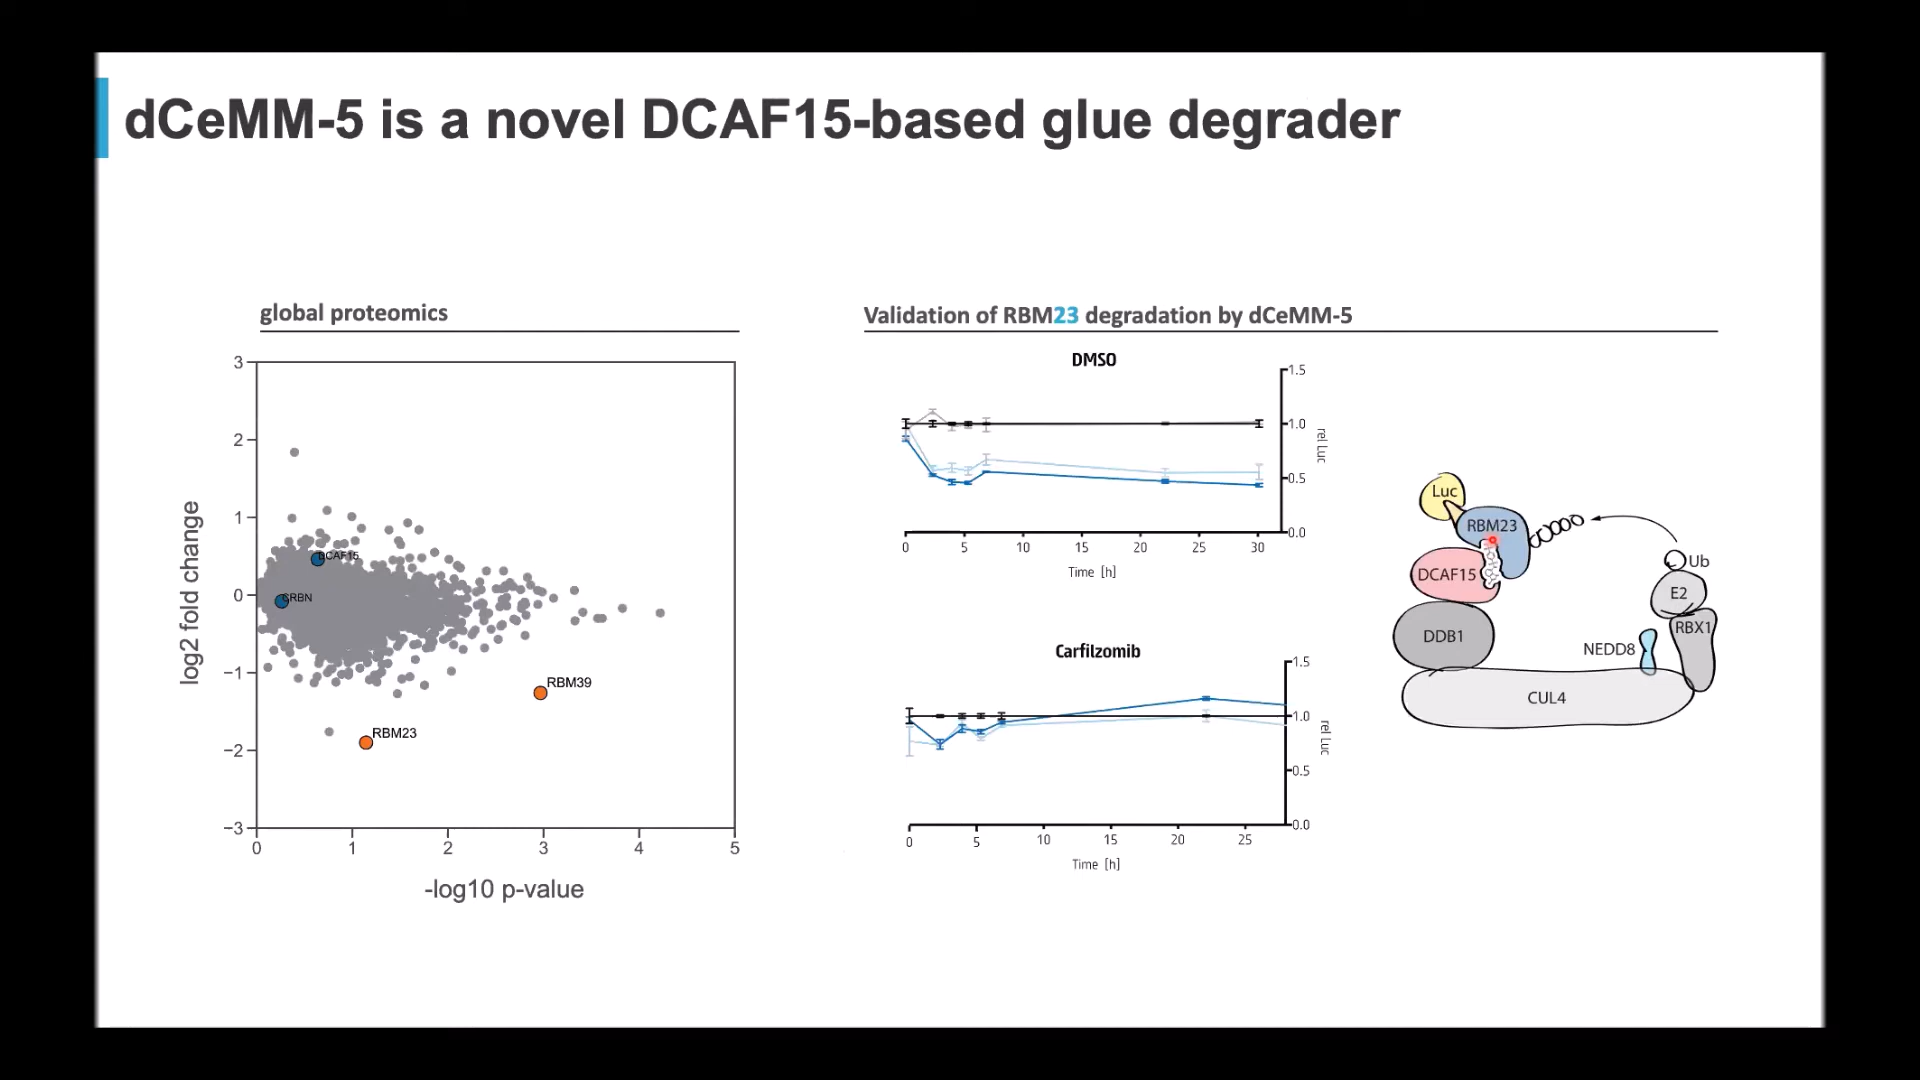 dCeMM-5 is a novel DCAF15-based glue degrader
global proteomics
3
2
1
0
−1
−2
−3
log2 fold change
DCAF15
CRBN
RBM39
RBM23
0 1 2 3 4 5
-log10 p-value
Validation of RBM23 degradation by dCeMM-5
DMSO
1.5
1.0
0.5
0.0
rel Luc
0 5 10 15 20 25 30
Time [h]
Carfilzomib
1.5
1.0
0.5
0.0
rel Luc
0 5 10 15 20 25
Time [h]
Luc
RBM23
DCAF15
DDB1
CUL4
NEDD8
Ub
E2
RBX1